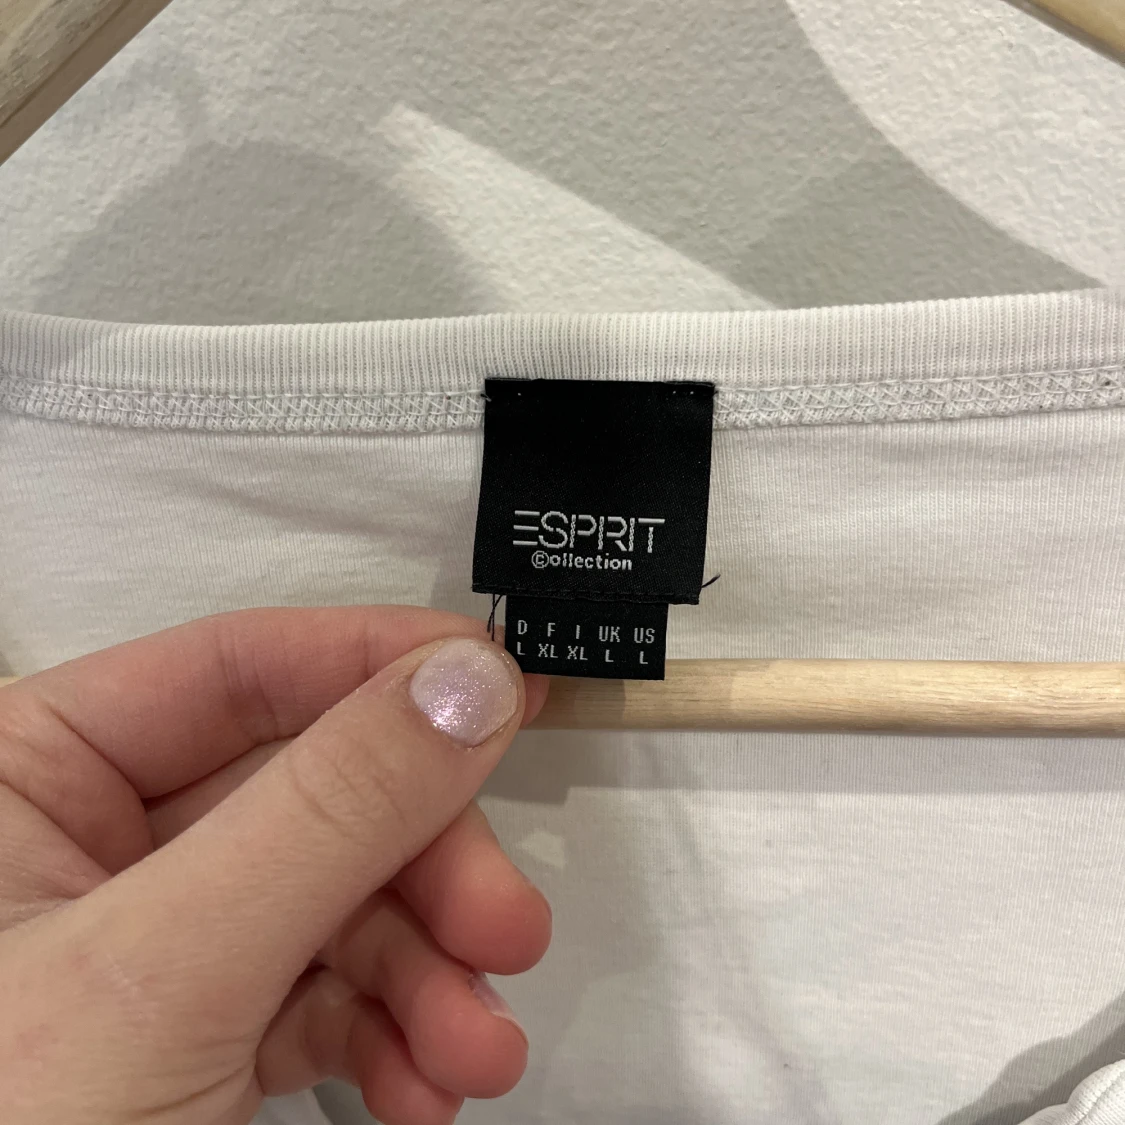 ESPRIT
©ollection
D F I UK US
L XL XL L L